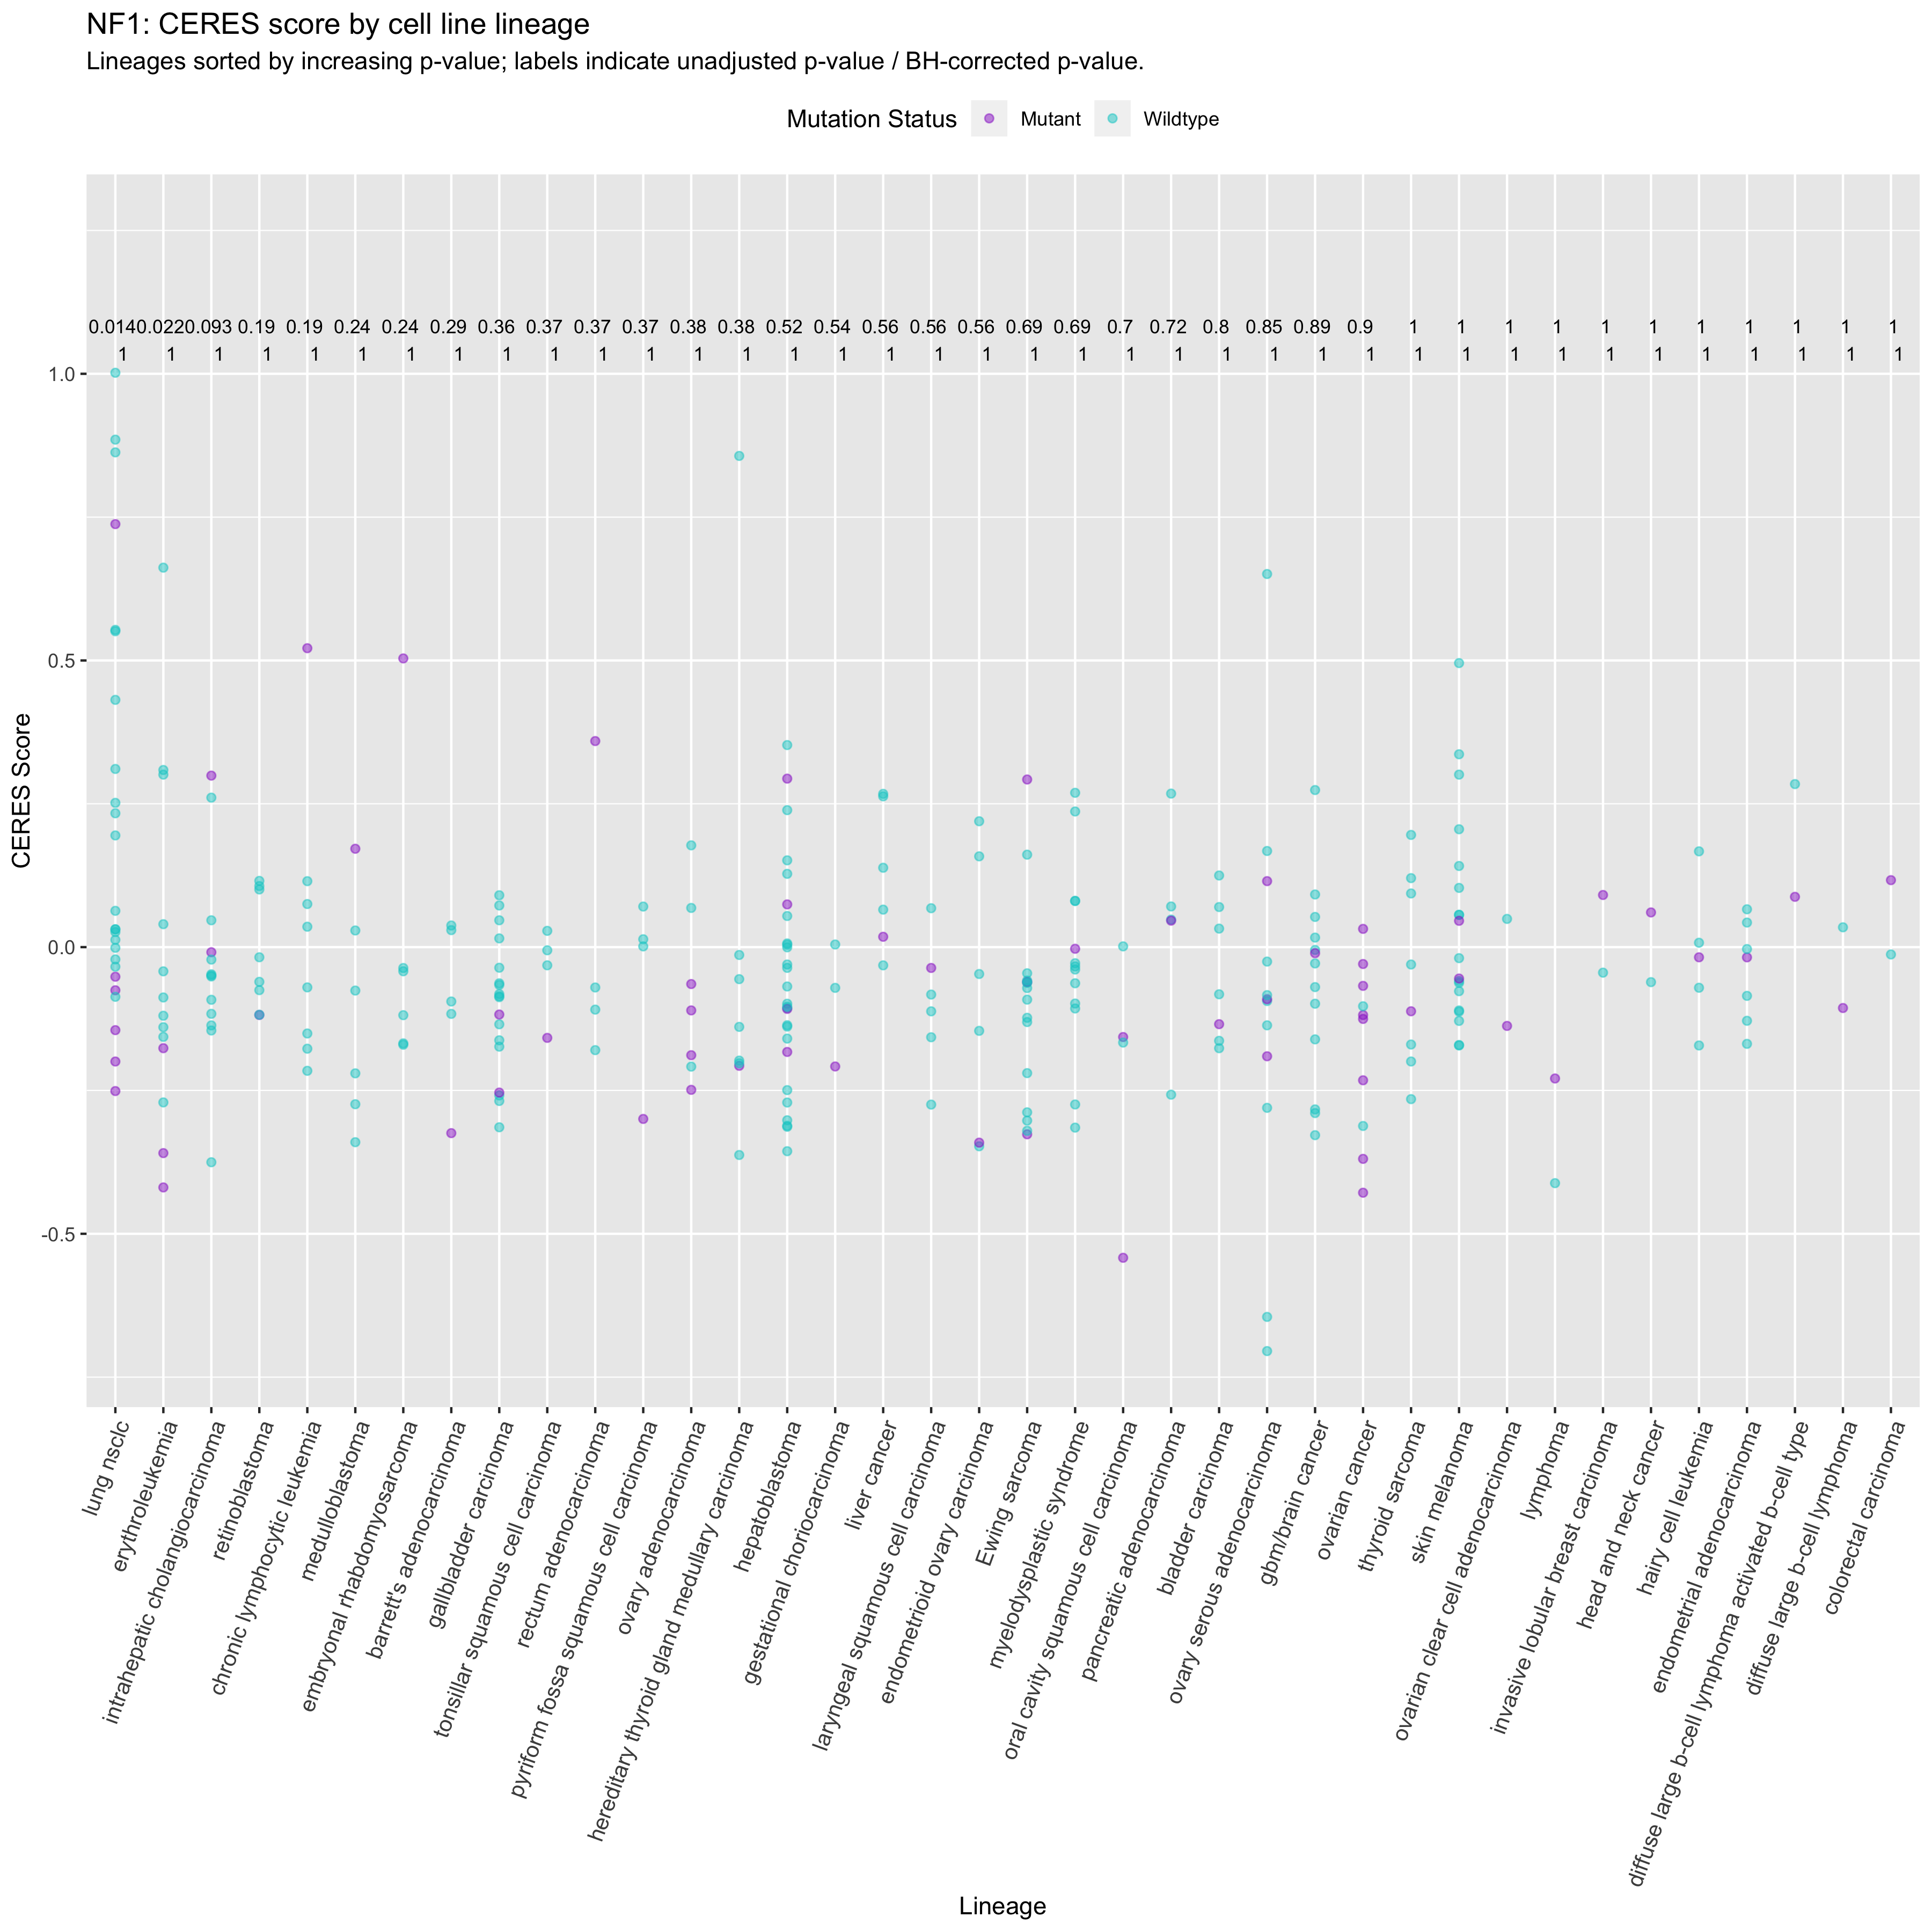 NF1: CERES score by cell line lineage
Lineages sorted by increasing p-value; labels indicate unadjusted p-value / BH-corrected p-value.
Mutation Status Mutant Wildtype
0.014 0.022 0.093 0.19 0.19 0.24 0.24 0.29 0.36 0.37 0.37 0.37 0.38 0.38 0.52 0.54 0.56 0.56 0.56 0.69 0.69 0.7 0.72 0.8 0.85 0.89 0.9 1 1 1 1 1 1 1 1 1 1 1
1 1 1 1 1 1 1 1 1 1 1 1 1 1 1 1 1 1 1 1 1 1 1 1 1 1 1 1 1 1 1 1 1 1 1 1 1 1
1.0
0.5
0.0
-0.5
CERES Score
lung nsclc
erythroleukemia
intrahepatic cholangiocarcinoma
retinoblastoma
chronic lymphocytic leukemia
medulloblastoma
embryonal rhabdomyosarcoma
barrett's adenocarcinoma
gallbladder carcinoma
tonsillar squamous cell carcinoma
rectum adenocarcinoma
pyriform fossa squamous cell carcinoma
ovary adenocarcinoma
hereditary thyroid gland medullary carcinoma
hepatoblastoma
gestational choriocarcinoma
liver cancer
laryngeal squamous cell carcinoma
endometrioid ovary carcinoma
Ewing sarcoma
myelodysplastic syndrome
oral cavity squamous cell carcinoma
pancreatic adenocarcinoma
bladder carcinoma
ovary serous adenocarcinoma
gbm/brain cancer
ovarian cancer
thyroid sarcoma
skin melanoma
ovarian clear cell adenocarcinoma
lymphoma
invasive lobular breast carcinoma
head and neck cancer
hairy cell leukemia
endometrial adenocarcinoma
diffuse large b-cell lymphoma activated b-cell type
diffuse large b-cell lymphoma
colorectal carcinoma
Lineage